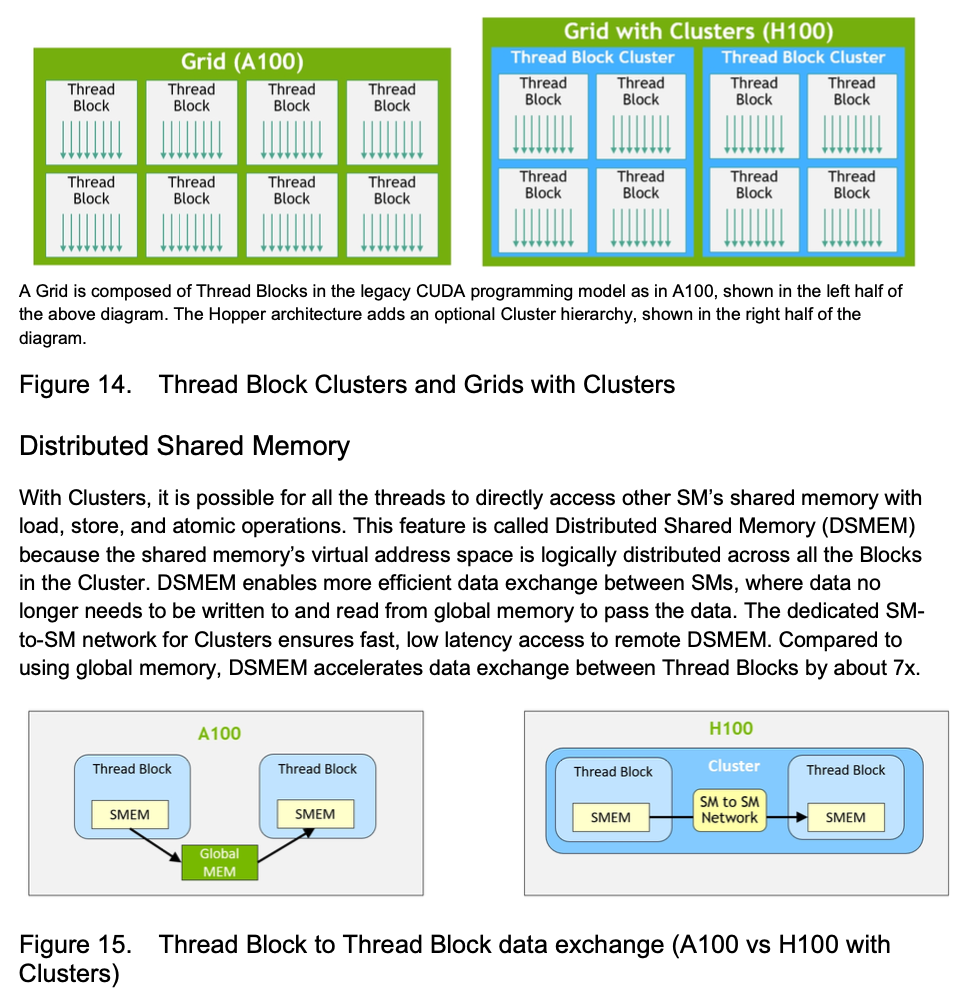 Grid (A100)
Thread Block
Thread Block
Thread Block
Thread Block
Thread Block
Thread Block
Thread Block
Thread Block
Grid with Clusters (H100)
Thread Block Cluster
Thread Block Cluster
Thread Block
Thread Block
Thread Block
Thread Block
Thread Block
Thread Block
Thread Block
Thread Block
A Grid is composed of Thread Blocks in the legacy CUDA programming model as in A100, shown in the left half of
the above diagram. The Hopper architecture adds an optional Cluster hierarchy, shown in the right half of the
diagram.
Figure 14. Thread Block Clusters and Grids with Clusters
Distributed Shared Memory
With Clusters, it is possible for all the threads to directly access other SM's shared memory with
load, store, and atomic operations. This feature is called Distributed Shared Memory (DSMEM)
because the shared memory's virtual address space is logically distributed across all the Blocks
in the Cluster. DSMEM enables more efficient data exchange between SMs, where data no
longer needs to be written to and read from global memory to pass the data. The dedicated SM-
to-SM network for Clusters ensures fast, low latency access to remote DSMEM. Compared to
using global memory, DSMEM accelerates data exchange between Thread Blocks by about 7x.
A100
Thread Block
SMEM
Thread Block
SMEM
Global
MEM
H100
Cluster
Thread Block
SMEM
SM to SM
Network
Thread Block
SMEM
Figure 15. Thread Block to Thread Block data exchange (A100 vs H100 with
Clusters)